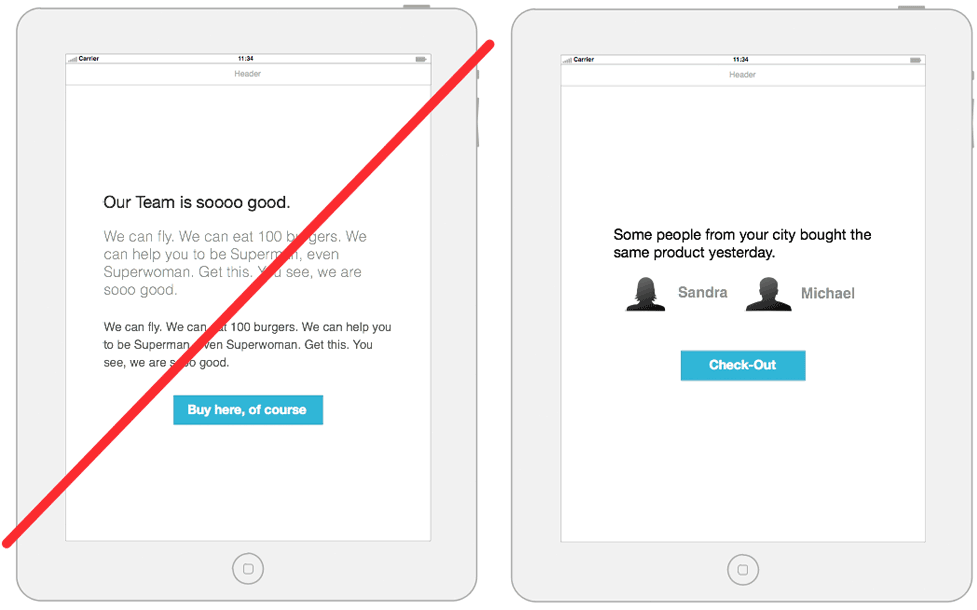 Carrier
11:34
Header
Our Team is soooo good.
We can fly. We can eat 100 burgers. We
can help you to be Superman, even
Superwoman. Get this. You see, we are
sooo good.
We can fly. We can eat 100 burgers. We can help you
to be Superman, even Superwoman. Get this. You
see, we are sooo good.
Buy here, of course
Carrier
11:34
Header
Some people from your city bought the
same product yesterday.
Sandra
Michael
Check-Out